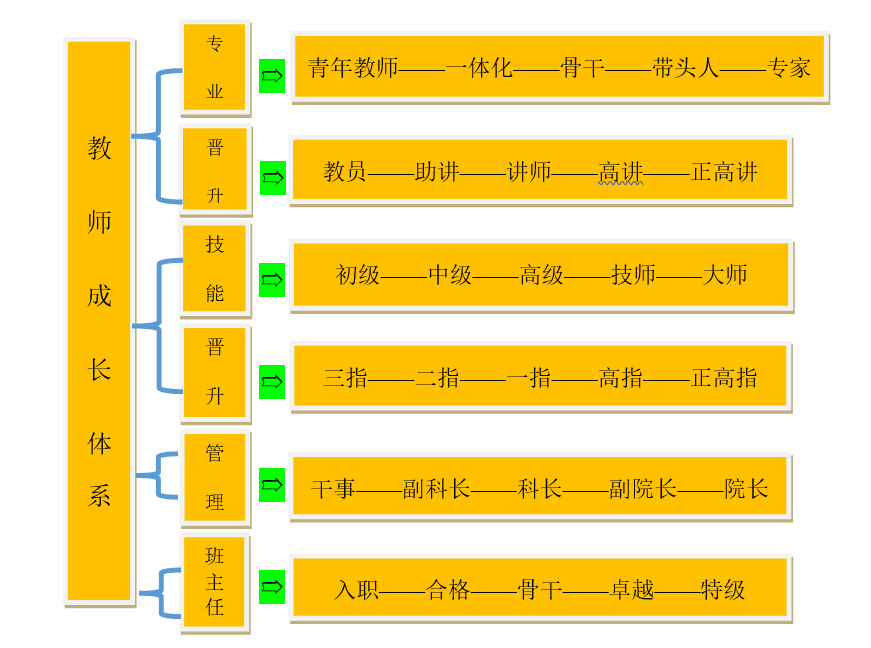 教师成长体系
专业
青年教师——一体化——骨干——带头人——专家
晋升
教员——助讲——讲师——高讲——正高讲
技能
初级——中级——高级——技师——大师
晋升
三指——二指——一指——高指——正高指
管理
干事——副科长——科长——副院长——院长
班主任
入职——合格——骨干——卓越——特级